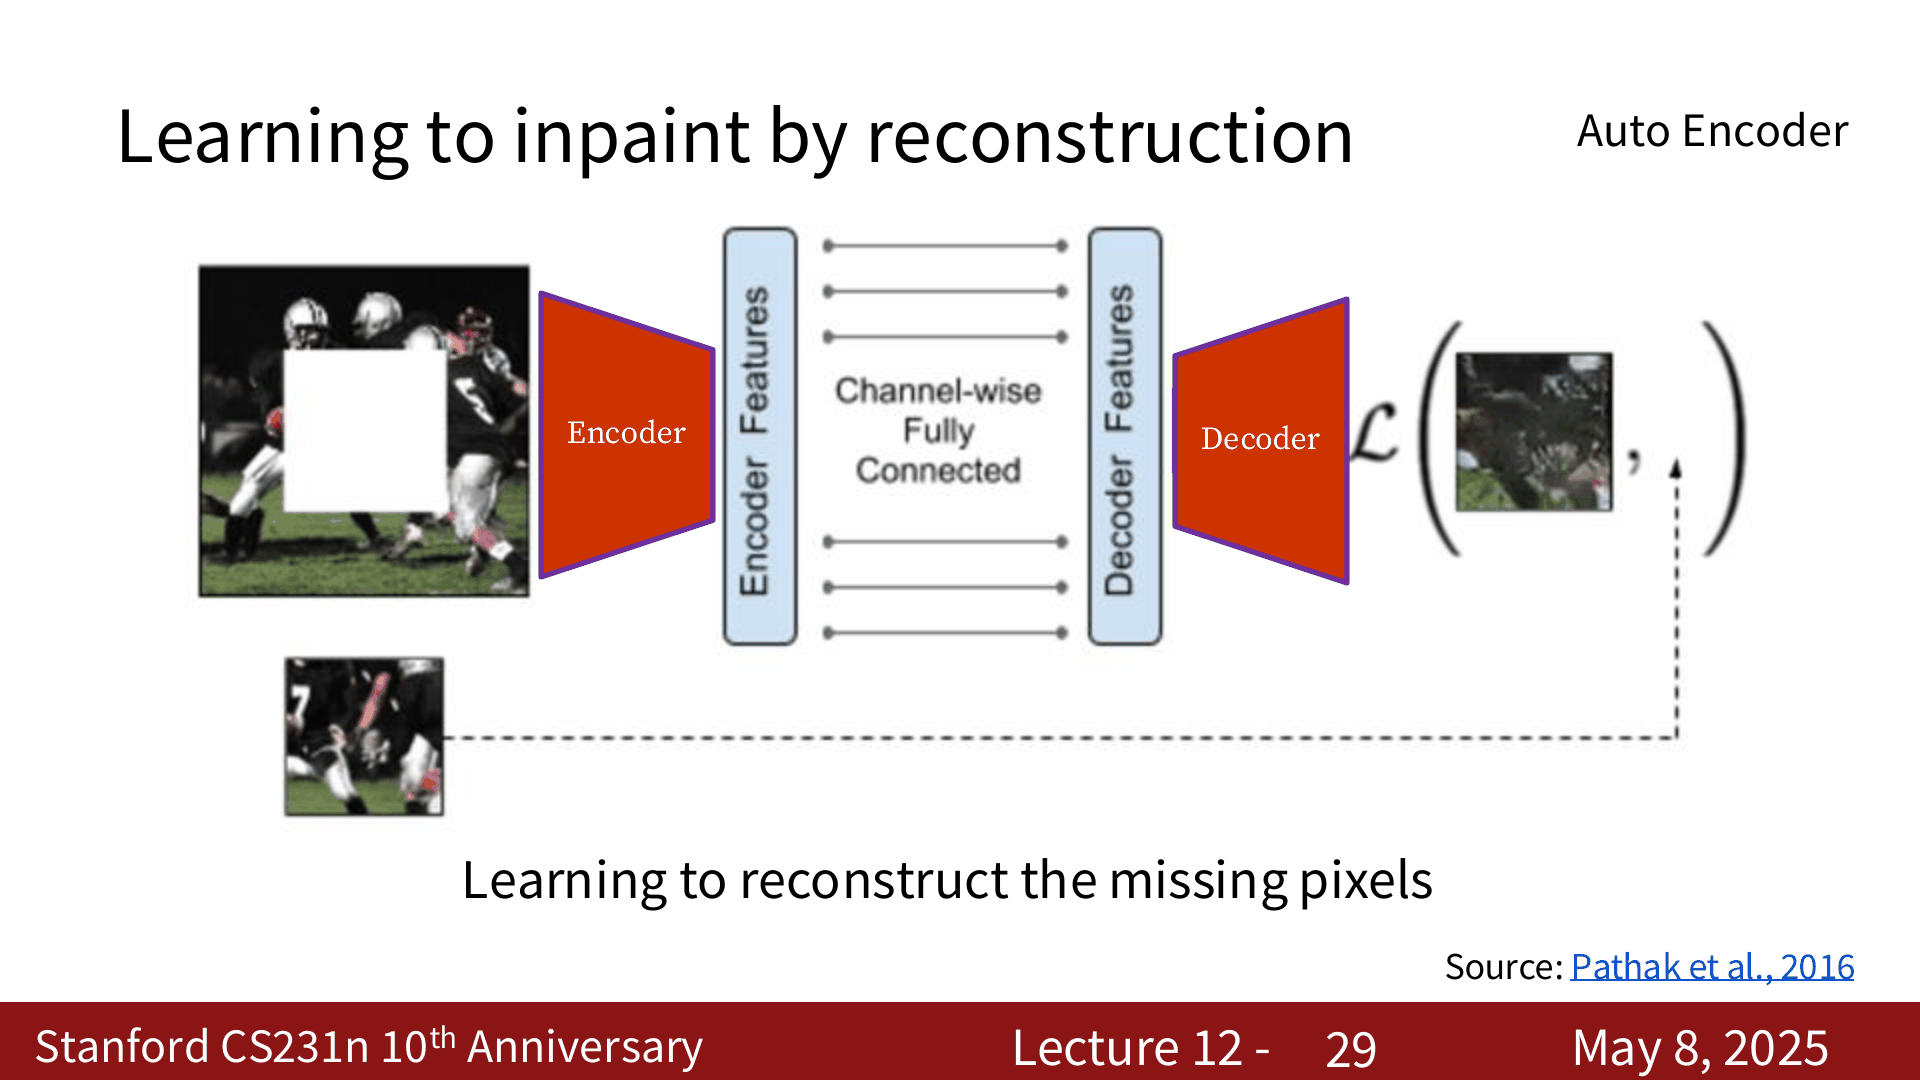 Learning to inpaint by reconstruction
Auto Encoder
Encoder
Encoder Features
Channel-wise
Fully
Connected
Decoder Features
Decoder
ℒ ( , )
5
7
Learning to reconstruct the missing pixels
Source: Pathak et al., 2016
Stanford CS231n 10th Anniversary
Lecture 12 - 29
May 8, 2025